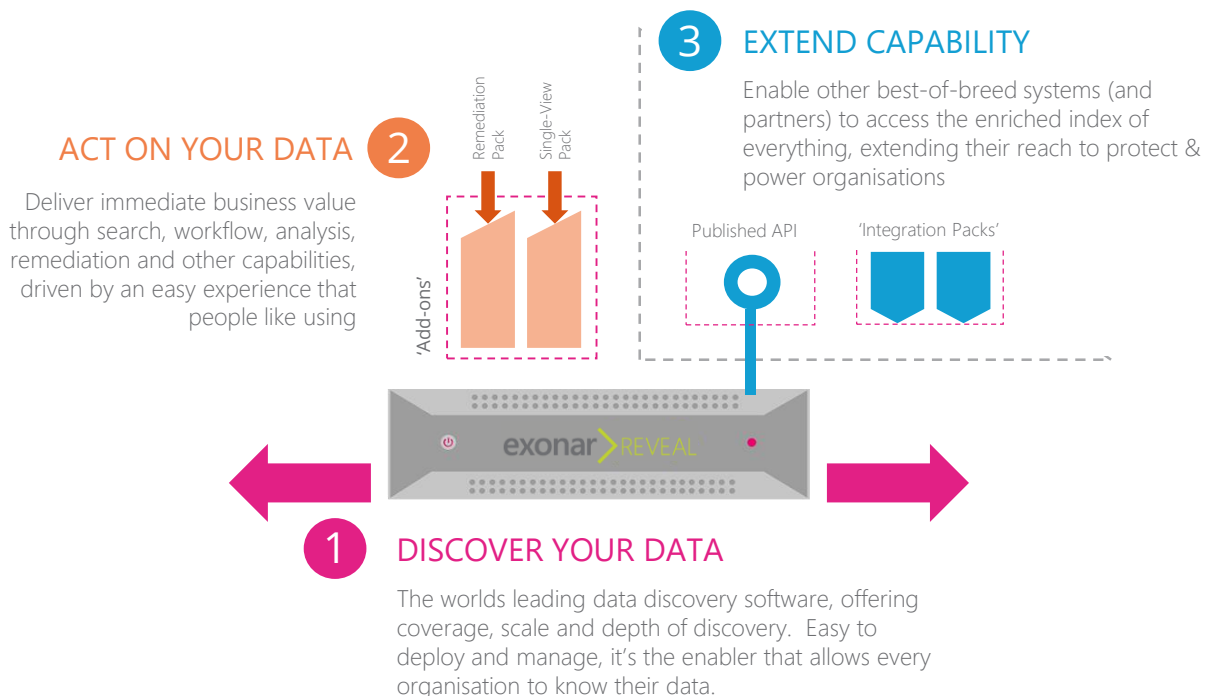 3 EXTEND CAPABILITY
Enable other best-of-breed systems (and
partners) to access the enriched index of
everything, extending their reach to protect &
power organisations
Published API
'Integration Packs'
ACT ON YOUR DATA 2
Deliver immediate business value
through search, workflow, analysis,
remediation and other capabilities,
driven by an easy experience that
people like using
Remediation
Pack
Single-View
Pack
'Add-ons'
exonar REVEAL
1 DISCOVER YOUR DATA
The worlds leading data discovery software, offering
coverage, scale and depth of discovery.  Easy to
deploy and manage, it's the enabler that allows every
organisation to know their data.